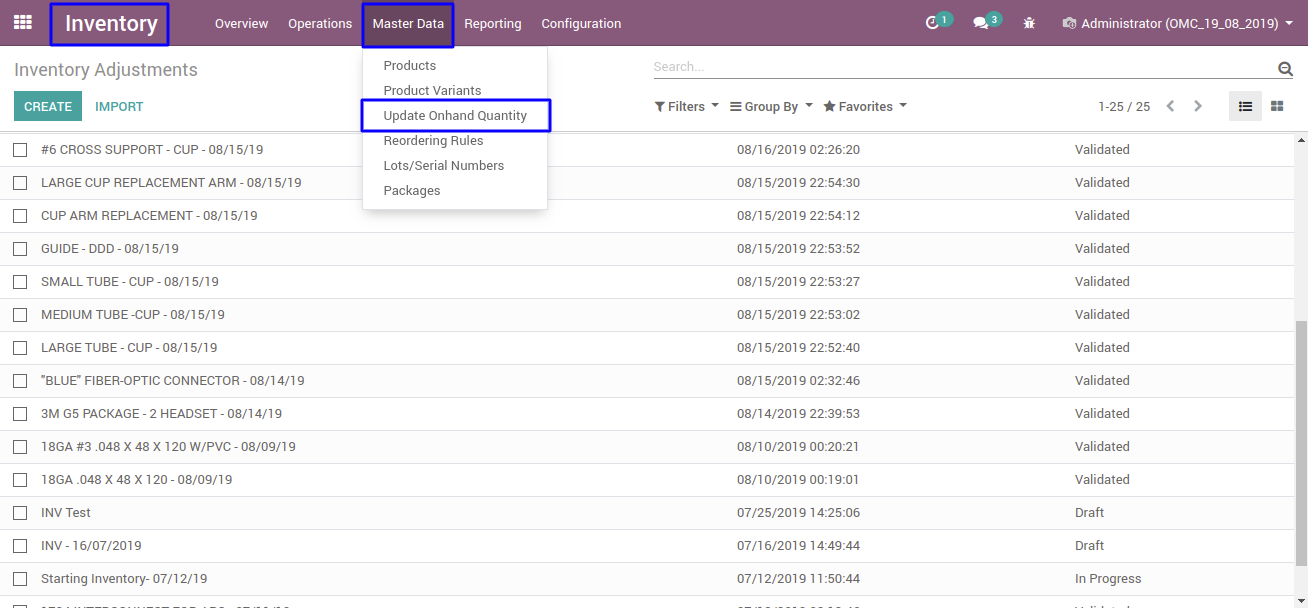 Inventory Overview Operations Master Data Reporting Configuration 1 3 Administrator (OMC_19_08_2019)
Inventory Adjustments Search...
CREATE IMPORT Filters Group By Favorites 1-25 / 25
Products
Product Variants
Update Onhand Quantity
Reordering Rules
Lots/Serial Numbers
Packages
#6 CROSS SUPPORT - CUP - 08/15/19 08/16/2019 02:26:20 Validated
LARGE CUP REPLACEMENT ARM - 08/15/19 08/15/2019 22:54:30 Validated
CUP ARM REPLACEMENT - 08/15/19 08/15/2019 22:54:12 Validated
GUIDE - DDD - 08/15/19 08/15/2019 22:53:52 Validated
SMALL TUBE - CUP - 08/15/19 08/15/2019 22:53:27 Validated
MEDIUM TUBE -CUP - 08/15/19 08/15/2019 22:53:02 Validated
LARGE TUBE - CUP - 08/15/19 08/15/2019 22:52:40 Validated
"BLUE" FIBER-OPTIC CONNECTOR - 08/14/19 08/15/2019 02:32:46 Validated
3M G5 PACKAGE - 2 HEADSET - 08/14/19 08/14/2019 22:39:53 Validated
18GA #3 .048 X 48 X 120 W/PVC - 08/09/19 08/10/2019 00:20:21 Validated
18GA .048 X 48 X 120 - 08/09/19 08/10/2019 00:19:01 Validated
INV Test 07/25/2019 14:25:06 Draft
INV - 16/07/2019 07/16/2019 14:49:44 Draft
Starting Inventory- 07/12/19 07/12/2019 11:50:44 In Progress